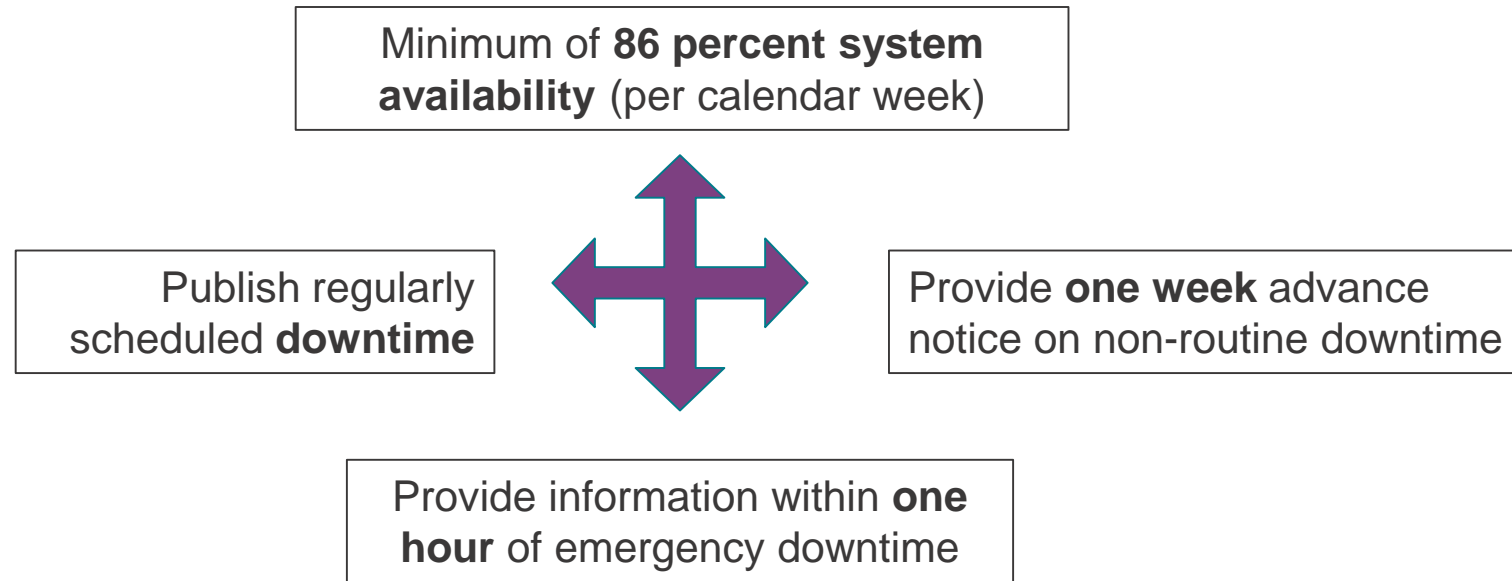 Minimum of 86 percent system
availability (per calendar week)
Publish regularly
scheduled downtime
Provide one week advance
notice on non-routine downtime
Provide information within one
hour of emergency downtime